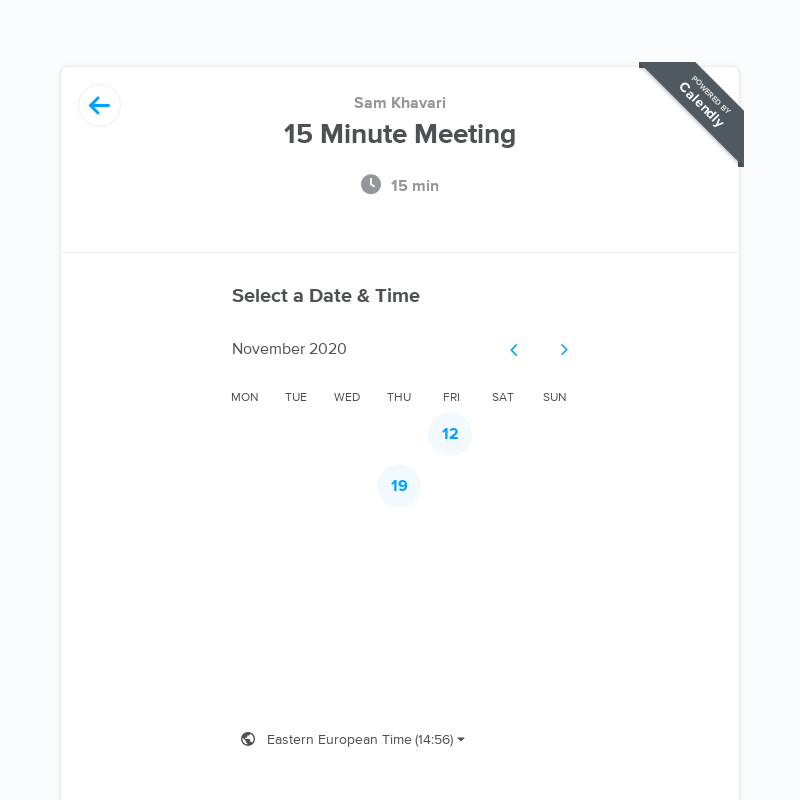 Sam Khavari
15 Minute Meeting
15 min
POWERED BY
Calendly
Select a Date & Time
November 2020
MON TUE WED THU FRI SAT SUN
12
19
Eastern European Time (14:56)